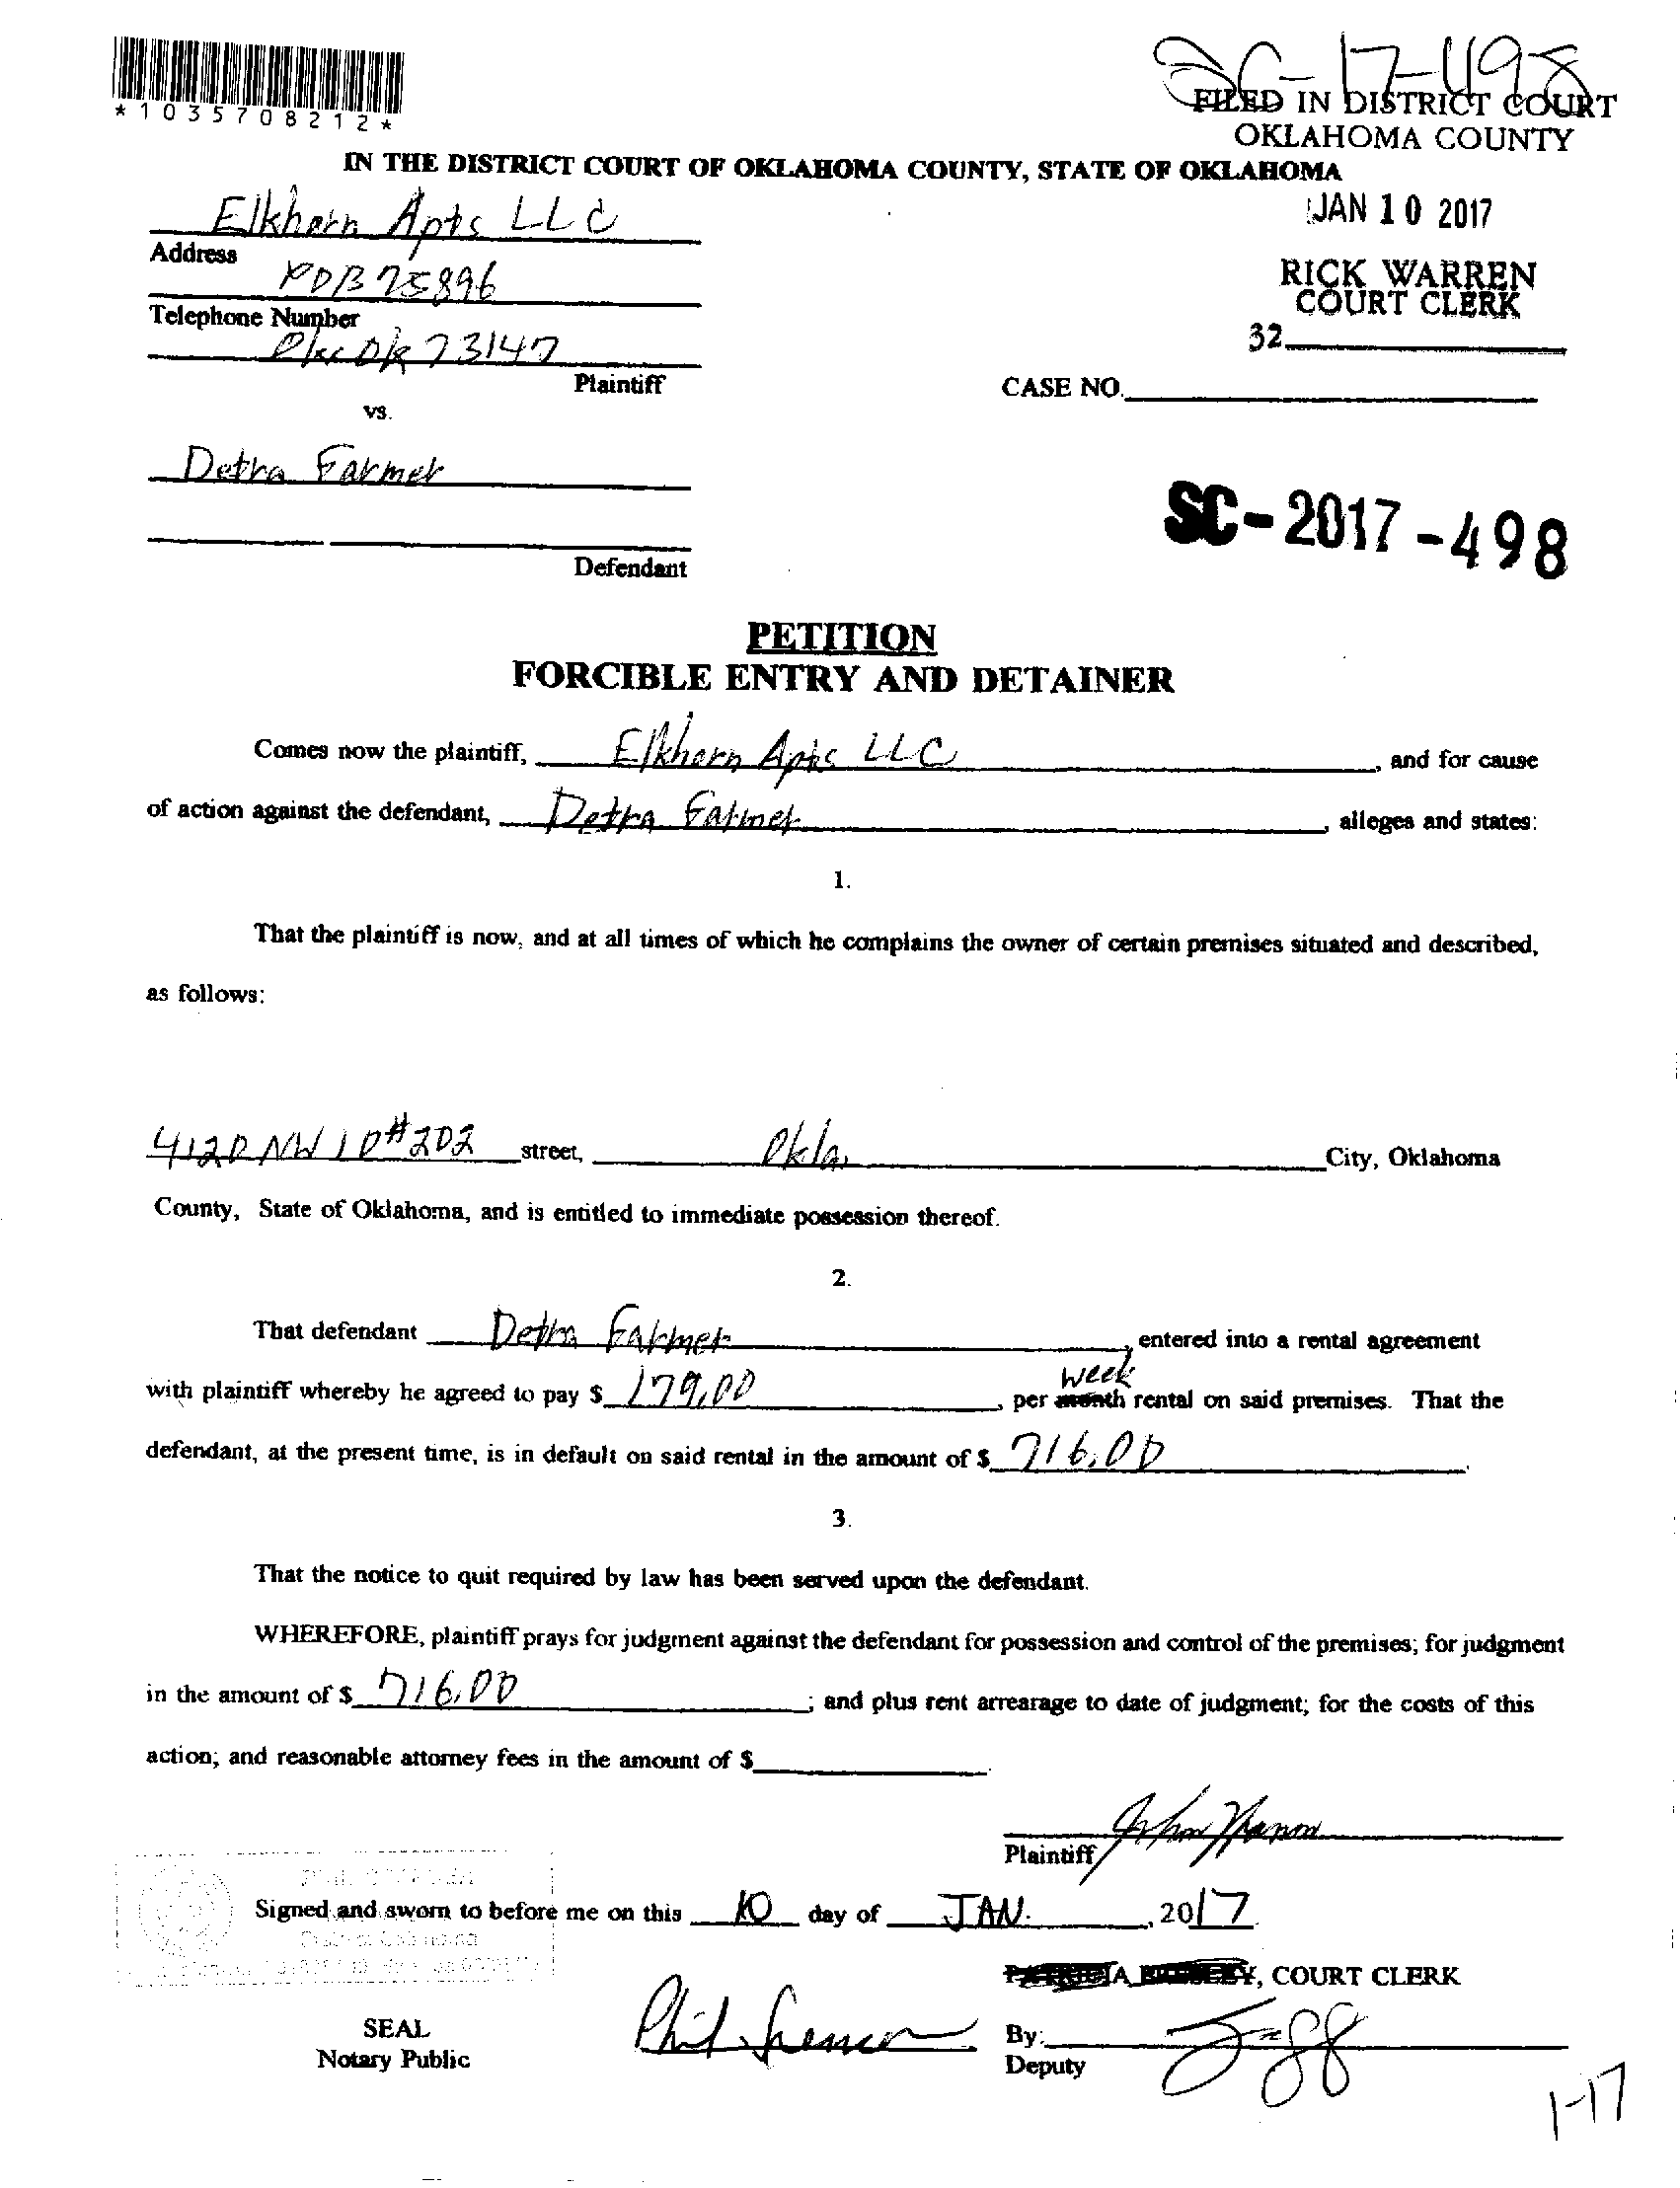 *1035708212*
SC-17-498
FILED IN DISTRICT COURT
OKLAHOMA COUNTY
IN THE DISTRICT COURT OF OKLAHOMA COUNTY, STATE OF OKLAHOMA
JAN 10 2017
Elkhorn Apts LLC
Address
POB 75896
RICK WARREN
COURT CLERK
Telephone Number
32
Okc Ok 73147
Plaintiff
CASE NO.
vs.
Detra Farmer
SC-2017-498
Defendant
PETITION
FORCIBLE ENTRY AND DETAINER
Comes now the plaintiff, Elkhorn Apts LLC, and for cause
of action against the defendant, Detra Farmer, alleges and states:
1.
That the plaintiff is now, and at all times of which he complains the owner of certain premises situated and described,
as follows:
4120 NW 10 #202 street, Okla. City, Oklahoma
County, State of Oklahoma, and is entitled to immediate possession thereof.
2.
That defendant Detra Farmer, entered into a rental agreement
week
with plaintiff whereby he agreed to pay $ 179.00, per month rental on said premises. That the
defendant, at the present time, is in default on said rental in the amount of $ 716.00.
3.
That the notice to quit required by law has been served upon the defendant.
WHEREFORE, plaintiff prays for judgment against the defendant for possession and control of the premises; for judgment
in the amount of $ 716.00; and plus rent arrearage to date of judgment; for the costs of this
action; and reasonable attorney fees in the amount of $
Plaintiff
Signed and sworn to before me on this 10 day of JAN., 2017.
, COURT CLERK
SEAL
By:
Notary Public
Deputy
1-17